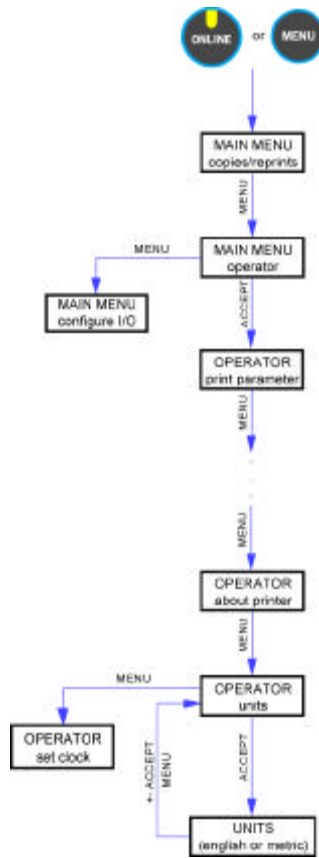 ONLINE or MENU
MAIN MENU
copies/reprints
MENU
MENU
MAIN MENU
operator
MAIN MENU
configure I/O
ACCEPT
OPERATOR
print parameter
MENU
MENU
OPERATOR
about printer
MENU
MENU
OPERATOR
units
OPERATOR
set clock
+- ACCEPT
MENU
ACCEPT
UNITS
(english or metric)